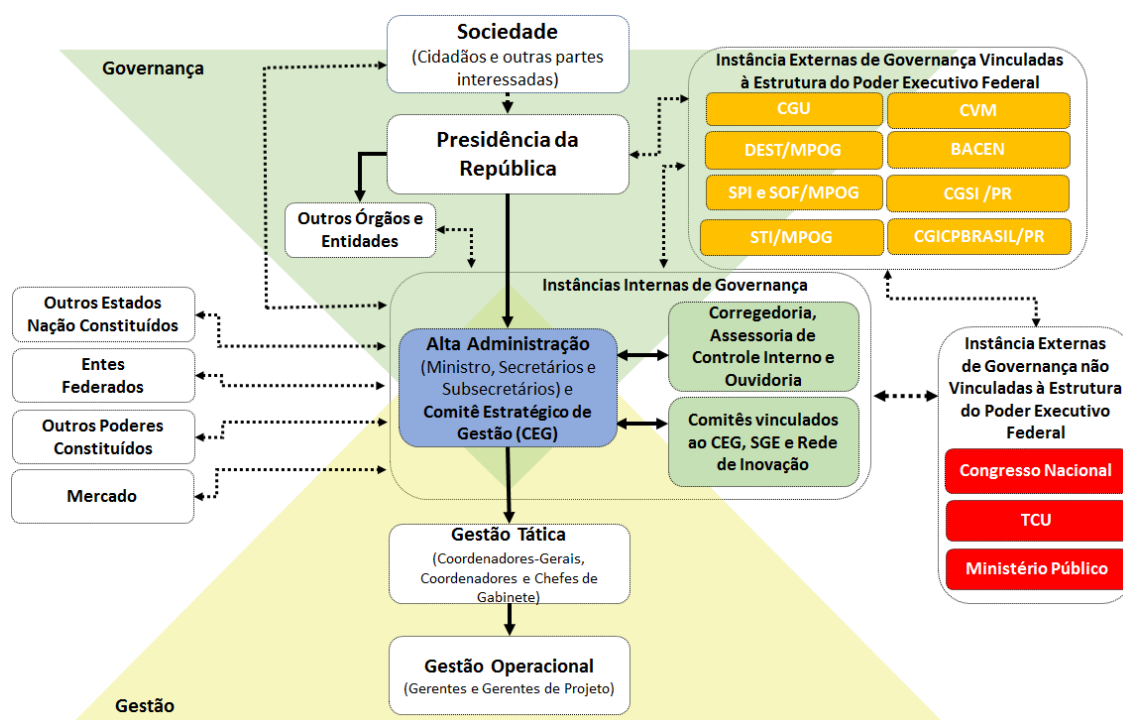 Sociedade
(Cidadãos e outras partes
interessadas)
Governança
Instância Externas de Governança Vinculadas
à Estrutura do Poder Executivo Federal
CGU
CVM
DEST/MPOG
BACEN
SPI e SOF/MPOG
CGSI /PR
STI/MPOG
CGICPBRASIL/PR
Presidência da
República
Outros Órgãos e
Entidades
Instâncias Internas de Governança
Outros Estados
Nação Constituídos
Entes
Federados
Outros Poderes
Constituídos
Mercado
Alta Administração
(Ministro, Secretários e
Subsecretários) e
Comitê Estratégico de
Gestão (CEG)
Corregedoria,
Assessoria de
Controle Interno e
Ouvidoria
Comitês vinculados
ao CEG, SGE e Rede
de Inovação
Instância Externas
de Governança não
Vinculadas à Estrutura
do Poder Executivo
Federal
Congresso Nacional
TCU
Ministério Público
Gestão Tática
(Coordenadores-Gerais,
Coordenadores e Chefes de
Gabinete)
Gestão Operacional
(Gerentes e Gerentes de Projeto)
Gestão